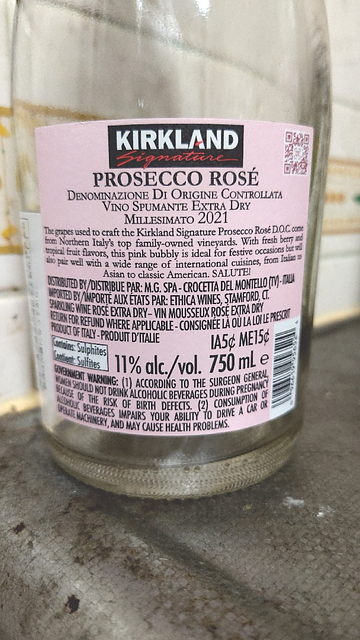 KIRKLAND
Signature
PROSECCO ROSÉ
DENOMINAZIONE DI ORIGINE CONTROLLATA
VINO SPUMANTE EXTRA DRY
MILLESIMATO 2021
The grapes used to craft the Kirkland Signature Prosecco Rosé D.O.C. come
from Northern Italy's top family-owned vineyards. With fresh berry and
tropical fruit flavors, this pink bubbly is ideal for festive occasions but will
also pair well with a wide range of international cuisines, from Italian to
Asian to classic American. SALUTE!
DISTRIBUTED BY/DISTRIBUÉ PAR: M.G. SPA - CROCETTA DEL MONTELLO (TV) - ITALIA
IMPORTED BY/IMPORTÉ AUX ÉTATS PAR: ETHICA WINES, STAMFORD, CT.
SPARKLING WINE ROSÉ EXTRA DRY - VIN MOUSSEUX ROSÉ EXTRA DRY
RETURN FOR REFUND WHERE APPLICABLE - CONSIGNÉE LÀ OÙ LA LOI LE PRESCRIT
PRODUCT OF ITALY - PRODUIT D'ITALIE
IA5¢ ME15¢
Contains: Sulphites
Contient: Sulfites
11% alc./vol. 750 mL e
GOVERNMENT WARNING: (1) ACCORDING TO THE SURGEON GENERAL,
WOMEN SHOULD NOT DRINK ALCOHOLIC BEVERAGES DURING PREGNANCY
BECAUSE OF THE RISK OF BIRTH DEFECTS. (2) CONSUMPTION OF
ALCOHOLIC BEVERAGES IMPAIRS YOUR ABILITY TO DRIVE A CAR OR
OPERATE MACHINERY, AND MAY CAUSE HEALTH PROBLEMS.